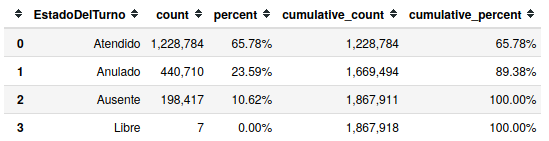 EstadoDelTurno count percent cumulative_count cumulative_percent
0 Atendido 1,228,784 65.78% 1,228,784 65.78%
1 Anulado 440,710 23.59% 1,669,494 89.38%
2 Ausente 198,417 10.62% 1,867,911 100.00%
3 Libre 7 0.00% 1,867,918 100.00%